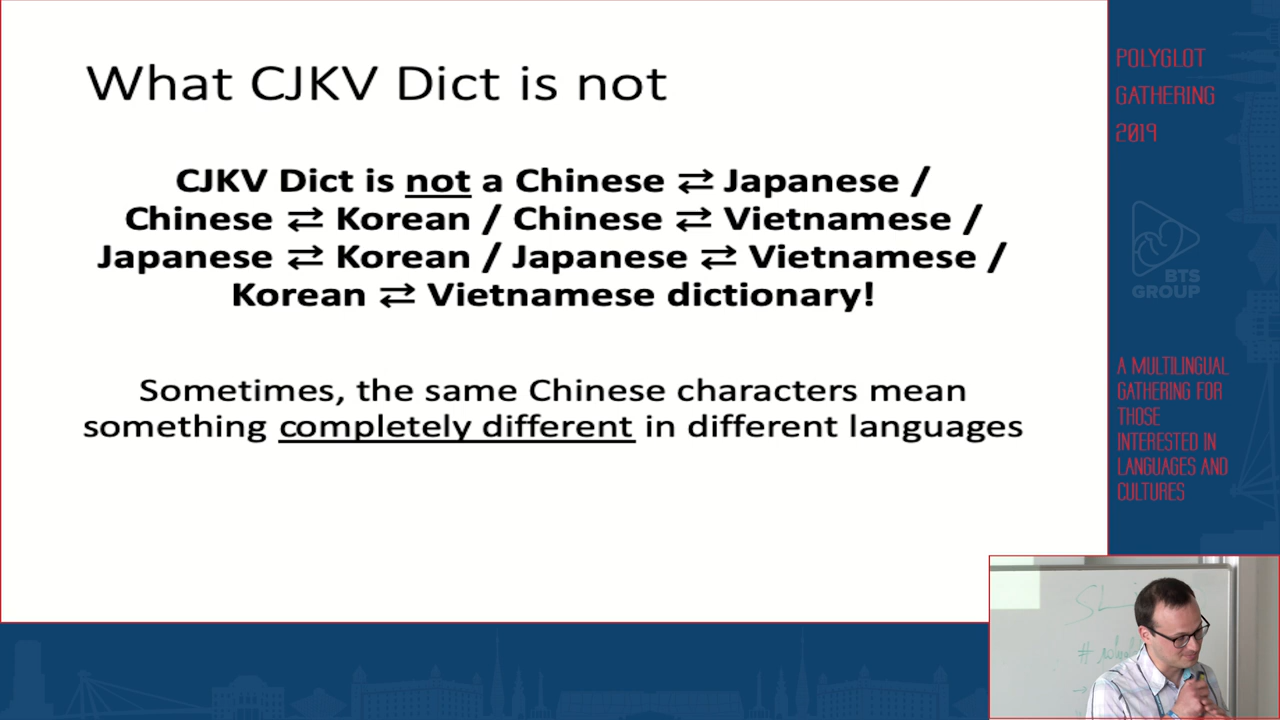 What CJKV Dict is not
CJKV Dict is not a Chinese ⇄ Japanese /
Chinese ⇄ Korean / Chinese ⇄ Vietnamese /
Japanese ⇄ Korean / Japanese ⇄ Vietnamese /
Korean ⇄ Vietnamese dictionary!
Sometimes, the same Chinese characters mean
something completely different in different languages
POLYGLOT
GATHERING
2019
BTS
GROUP
A MULTILINGUAL
GATHERING FOR
THOSE
INTERESTED IN
LANGUAGES AND
CULTURES